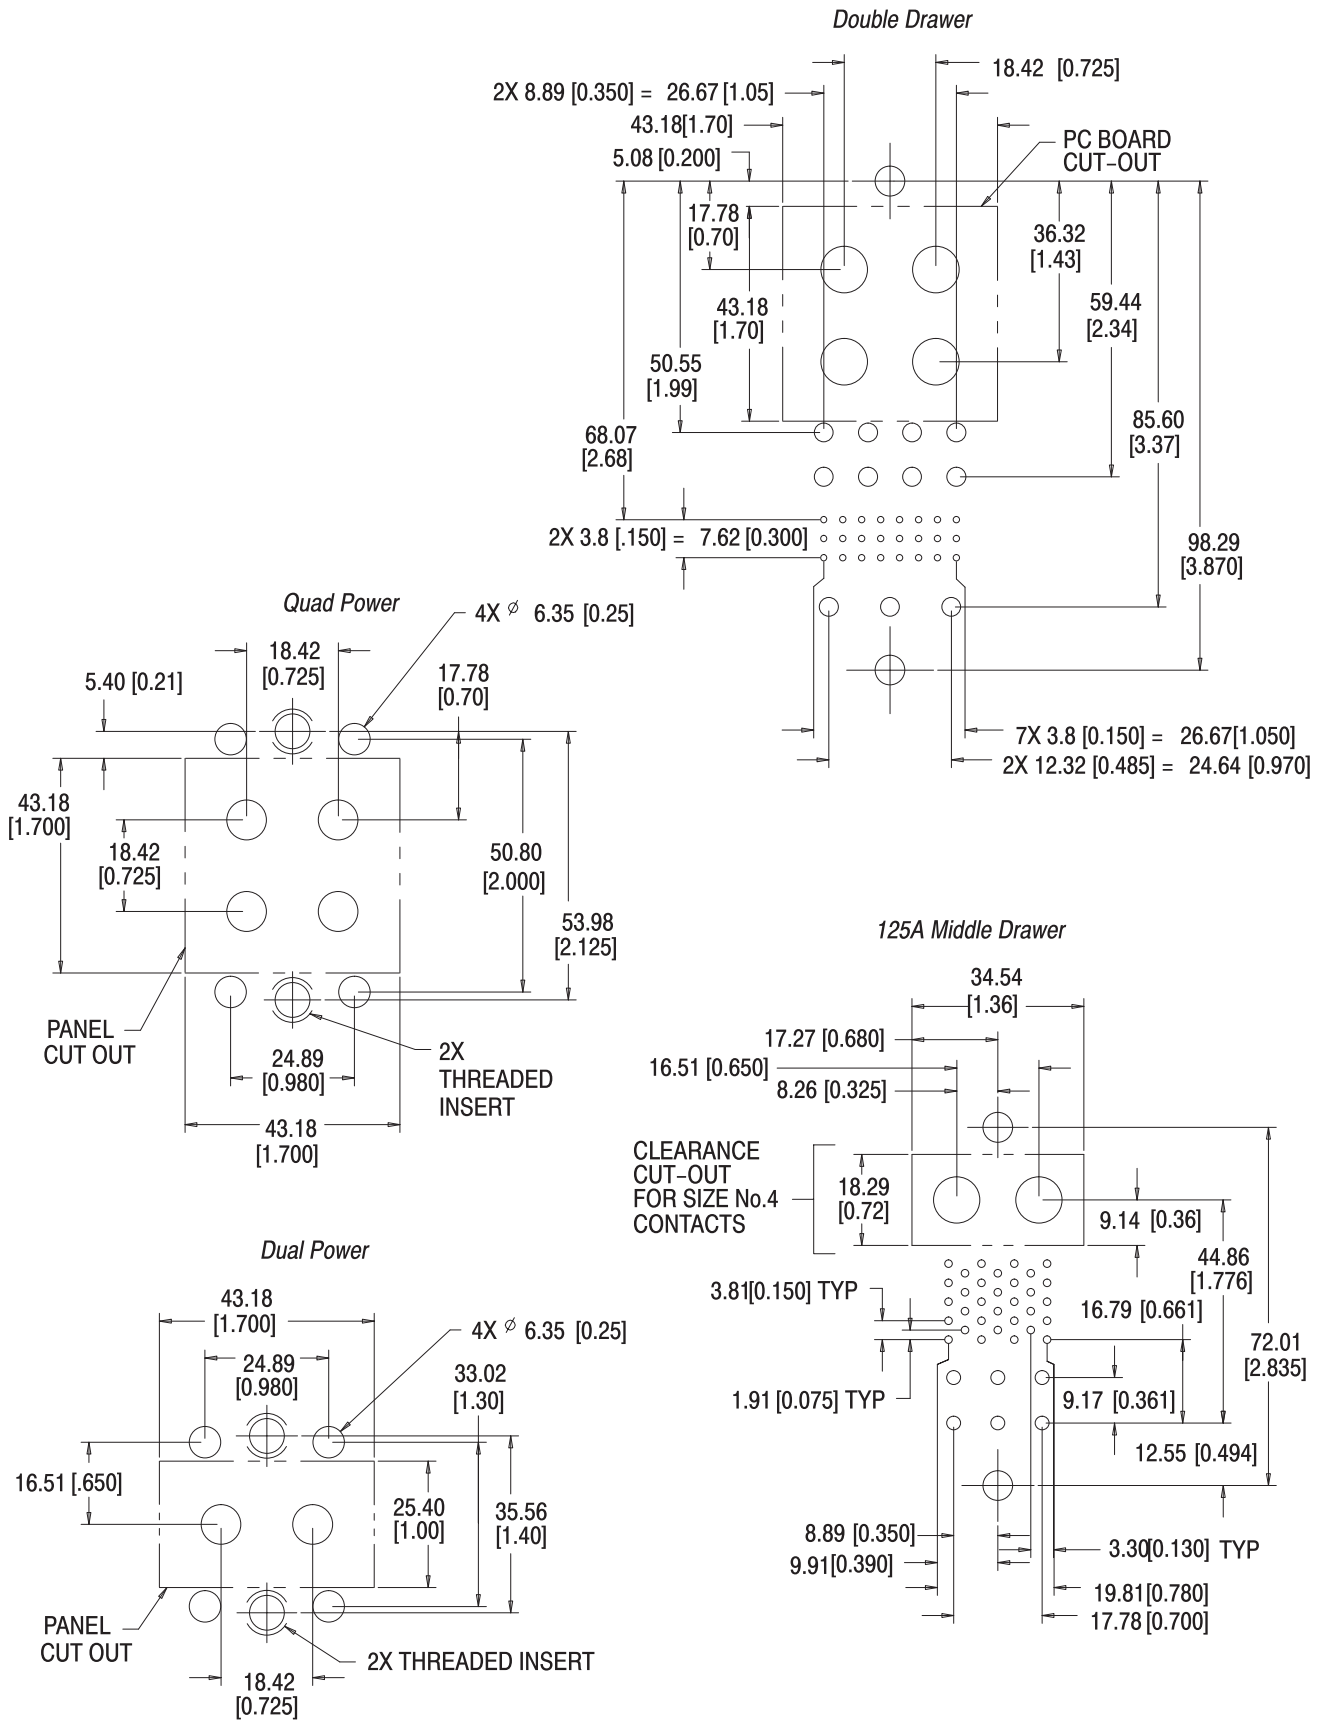 Double Drawer
18.42 [0.725]
2X 8.89 [0.350] = 26.67 [1.05]
43.18[1.70]
5.08 [0.200]
PC BOARD
CUT-OUT
17.78
[0.70]
36.32
[1.43]
43.18
[1.70]
59.44
[2.34]
50.55
[1.99]
85.60
[3.37]
68.07
[2.68]
2X 3.8 [.150] = 7.62 [0.300]
98.29
[3.870]
7X 3.8 [0.150] = 26.67[1.050]
2X 12.32 [0.485] = 24.64 [0.970]
Quad Power
4X ∅ 6.35 [0.25]
18.42
[0.725]
5.40 [0.21]
17.78
[0.70]
43.18
[1.700]
18.42
[0.725]
50.80
[2.000]
53.98
[2.125]
PANEL
CUT OUT
24.89
[0.980]
2X
THREADED
INSERT
43.18
[1.700]
125A Middle Drawer
34.54
[1.36]
17.27 [0.680]
16.51 [0.650]
8.26 [0.325]
CLEARANCE
CUT-OUT
FOR SIZE No.4
CONTACTS
18.29
[0.72]
9.14 [0.36]
44.86
[1.776]
3.81[0.150] TYP
16.79 [0.661]
72.01
[2.835]
1.91 [0.075] TYP
9.17 [0.361]
12.55 [0.494]
8.89 [0.350]
9.91[0.390]
3.30[0.130] TYP
19.81[0.780]
17.78 [0.700]
Dual Power
43.18
[1.700]
4X ∅ 6.35 [0.25]
24.89
[0.980]
33.02
[1.30]
16.51 [.650]
25.40
[1.00]
35.56
[1.40]
PANEL
CUT OUT
2X THREADED INSERT
18.42
[0.725]